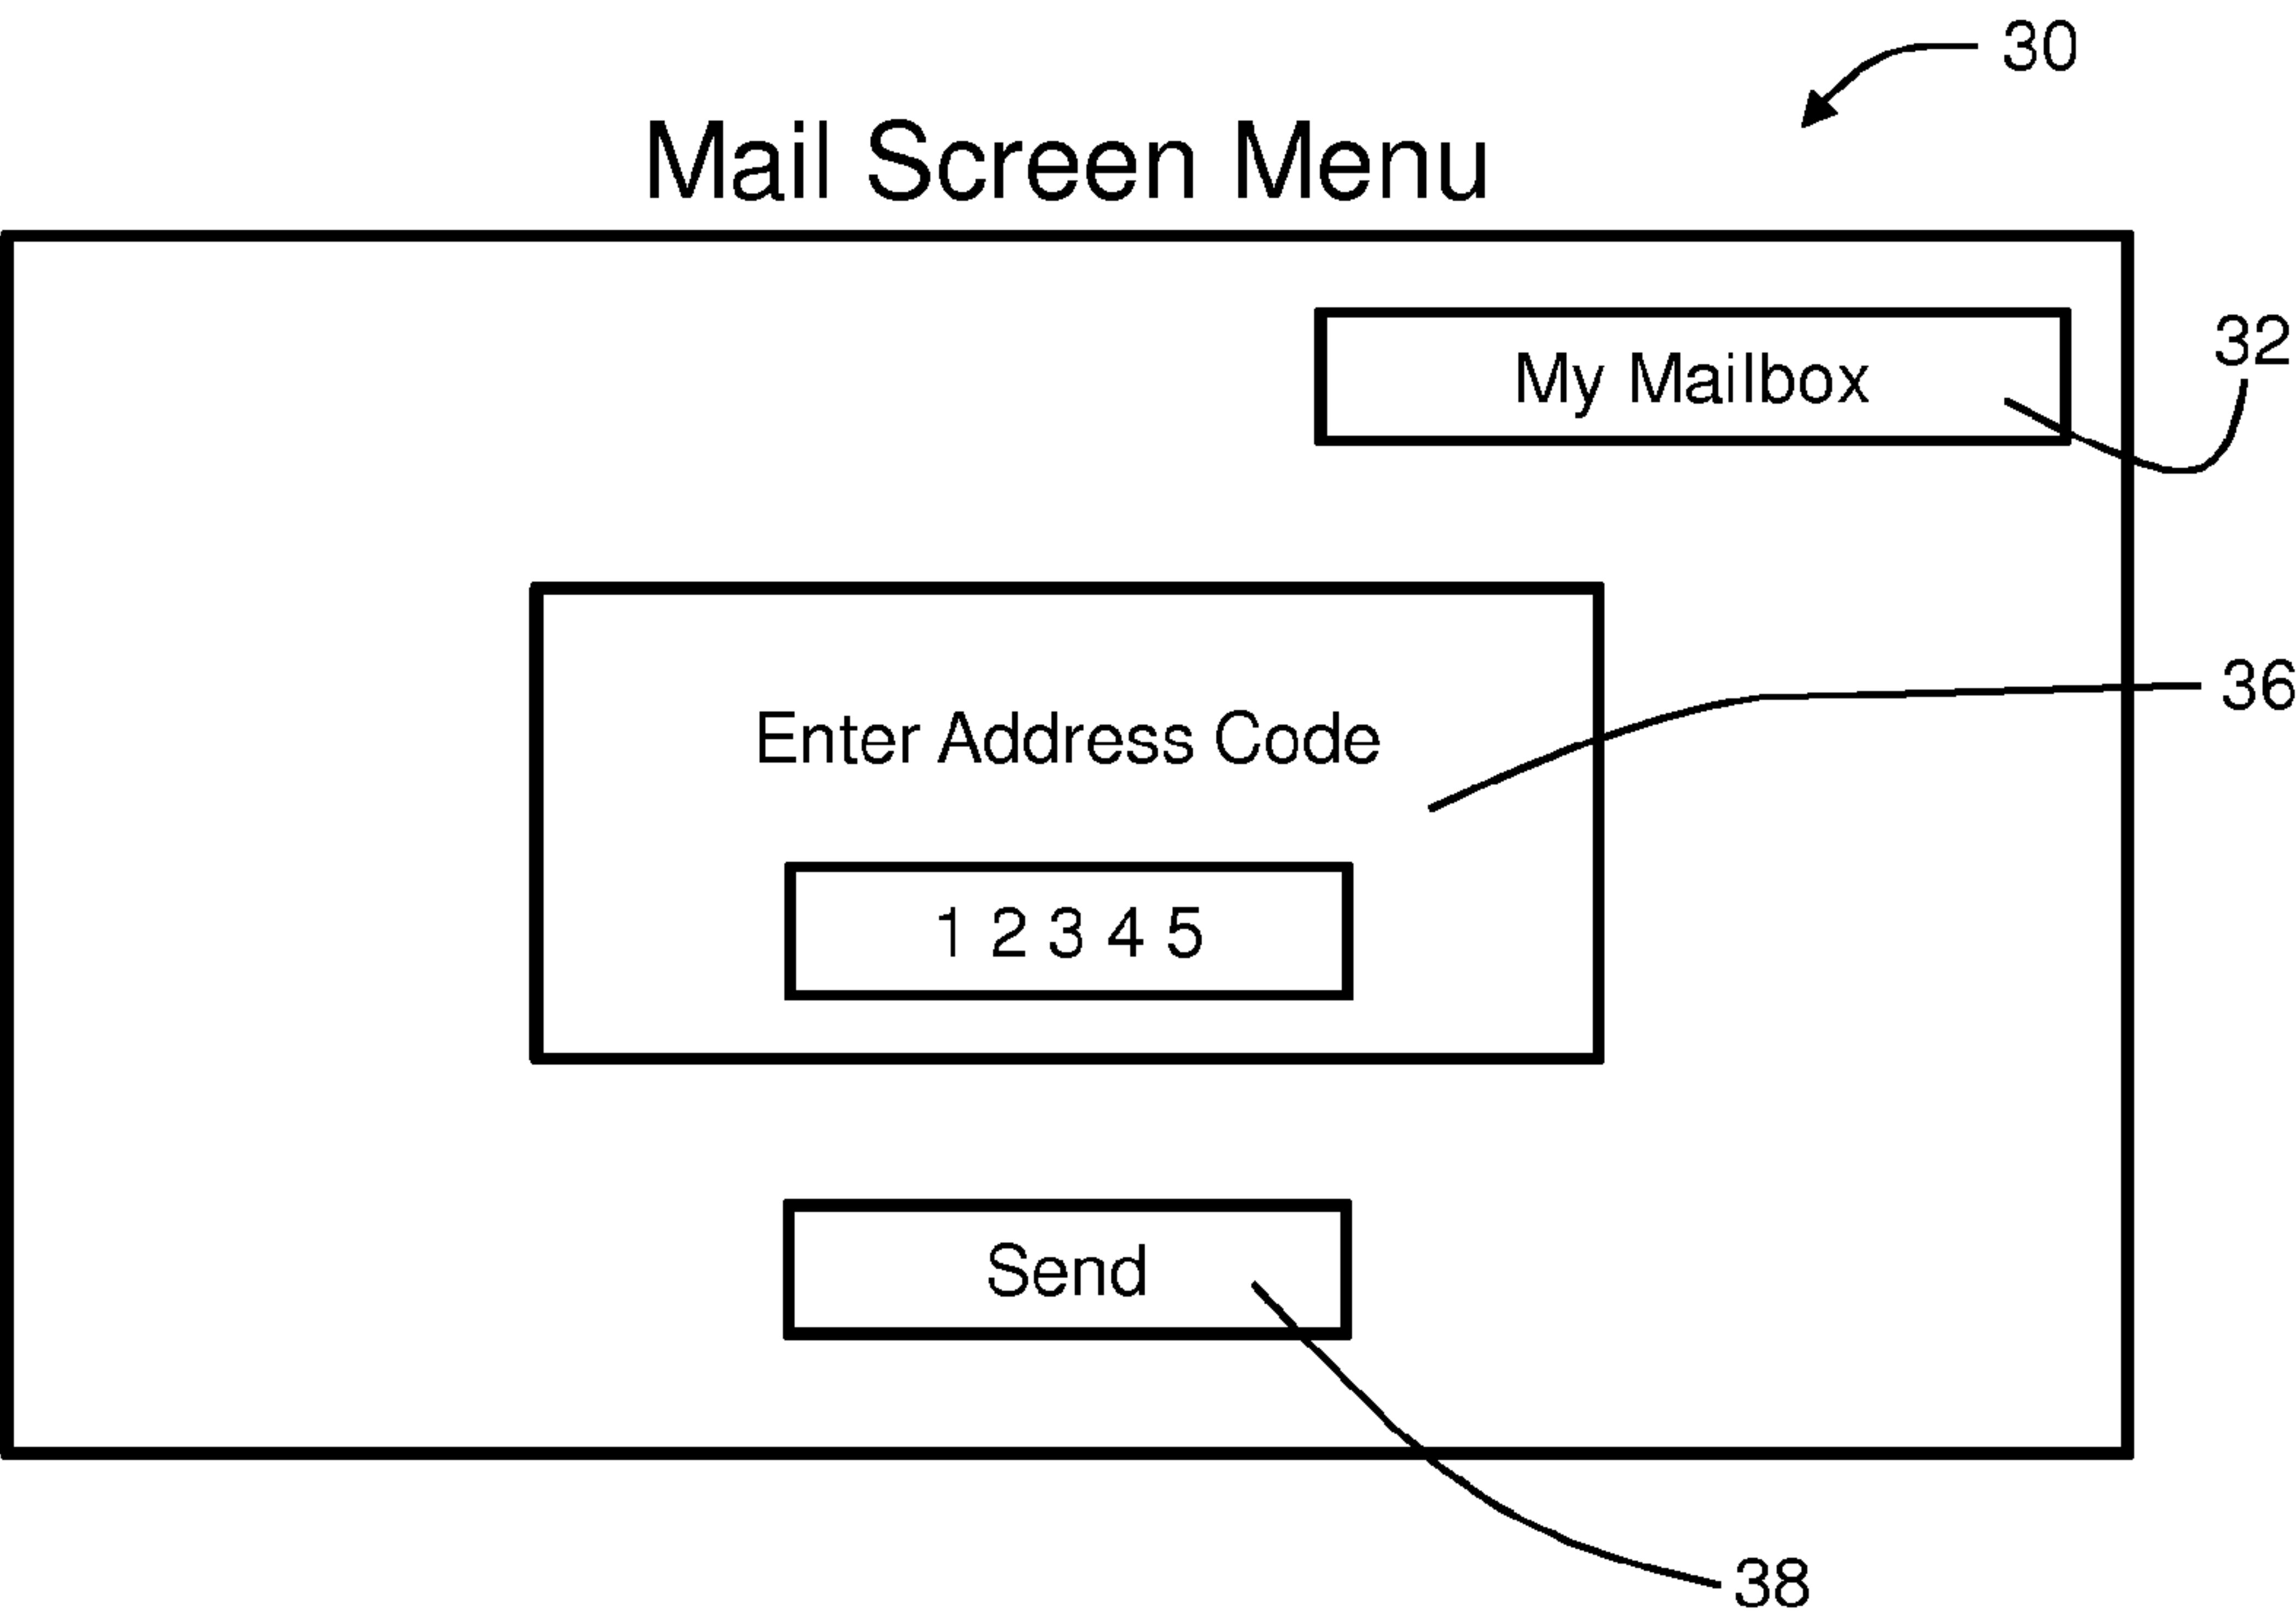 30
Mail Screen Menu
My Mailbox
32
36
Enter Address Code
1 2 3 4 5
Send
38